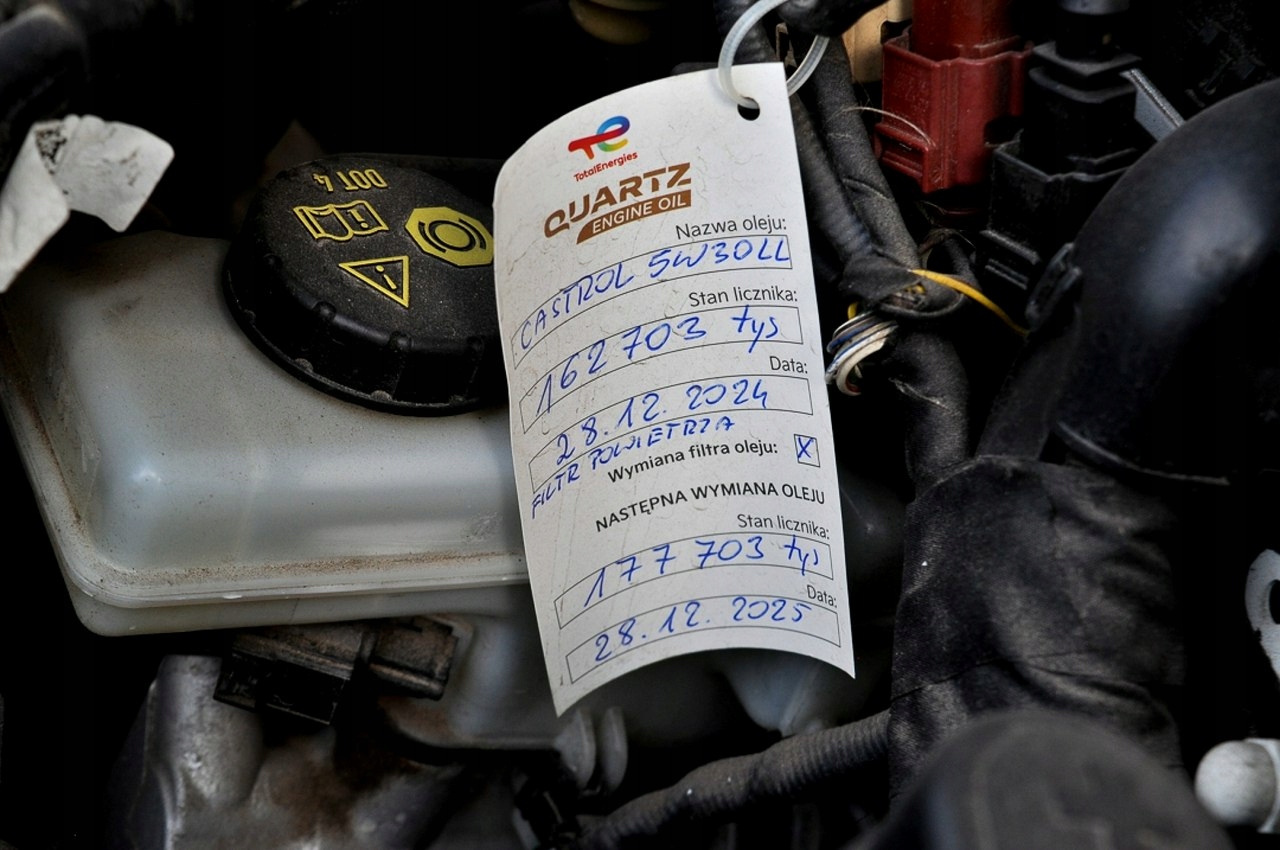 DOT 4
TotalEnergies
QUARTZ
ENGINE OIL
Nazwa oleju:
CASTROL 5W30LL
Stan licznika:
162 703 tys
Data:
28.12.2024
FILTR POWIETRZA
Wymiana filtra oleju: X
NASTĘPNA WYMIANA OLEJU
Stan licznika:
177 703 tys
Data:
28.12.2025